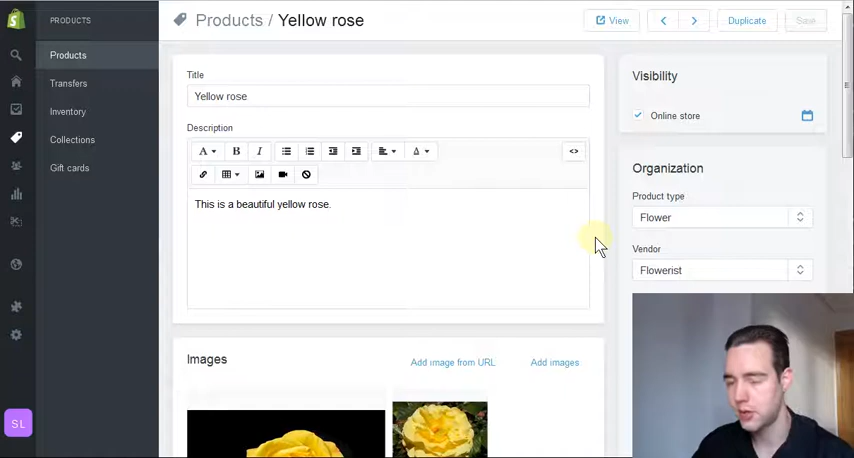 PRODUCTS
Products / Yellow rose
View
Duplicate
Save
Products
Transfers
Inventory
Collections
Gift cards
SL
Title
Yellow rose
Description
A
B
I
<>
This is a beautiful yellow rose.
Images
Add image from URL
Add images
Visibility
Online store
Organization
Product type
Flower
Vendor
Flowerist